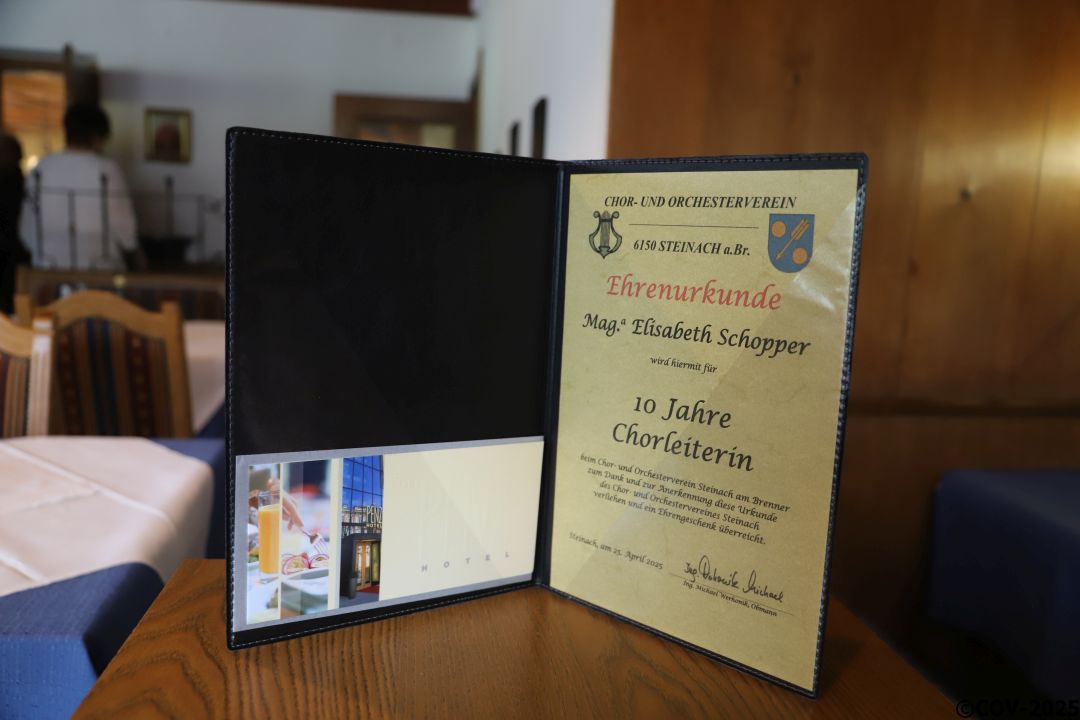 CHOR- UND ORCHESTERVEREIN
6150 STEINACH a.Br.
Ehrenurkunde
Mag.ª Elisabeth Schopper
wird hiermit für
10 Jahre
Chorleiterin
beim Chor- und Orchesterverein Steinach am Brenner
zum Dank und zur Anerkennung diese Urkunde
des Chor- und Orchestervereines Steinach
verliehen und ein Ehrengeschenk überreicht.
Steinach, am 25. April 2025
Ing. Michael Werkonik, Obmann
HOTEL
©COV-2025